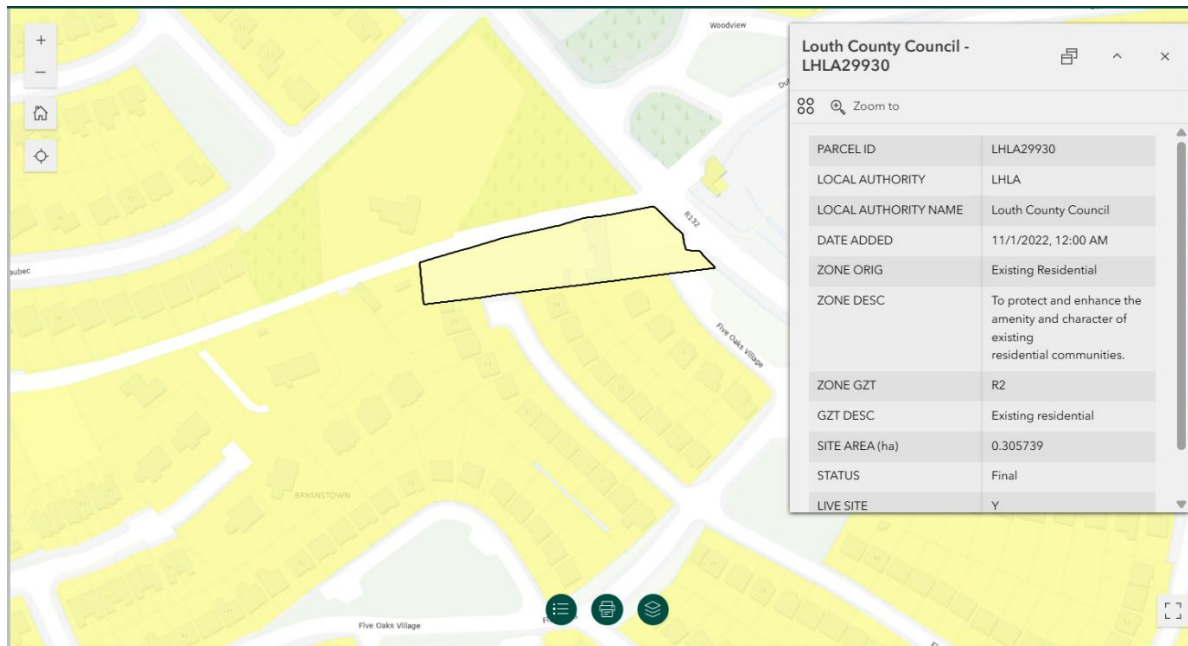 Woodview
Louth County Council -
LHLA29930
Zoom to
PARCEL ID LHLA29930
LOCAL AUTHORITY LHLA
LOCAL AUTHORITY NAME Louth County Council
DATE ADDED 11/1/2022, 12:00 AM
ZONE ORIG Existing Residential
ZONE DESC To protect and enhance the
amenity and character of
existing
residential communities.
ZONE GZT R2
GZT DESC Existing residential
SITE AREA (ha) 0.305739
STATUS Final
LIVE SITE Y
R132
aubec
Five Oaks Village
BRYANSTOWN
Five Oaks Village